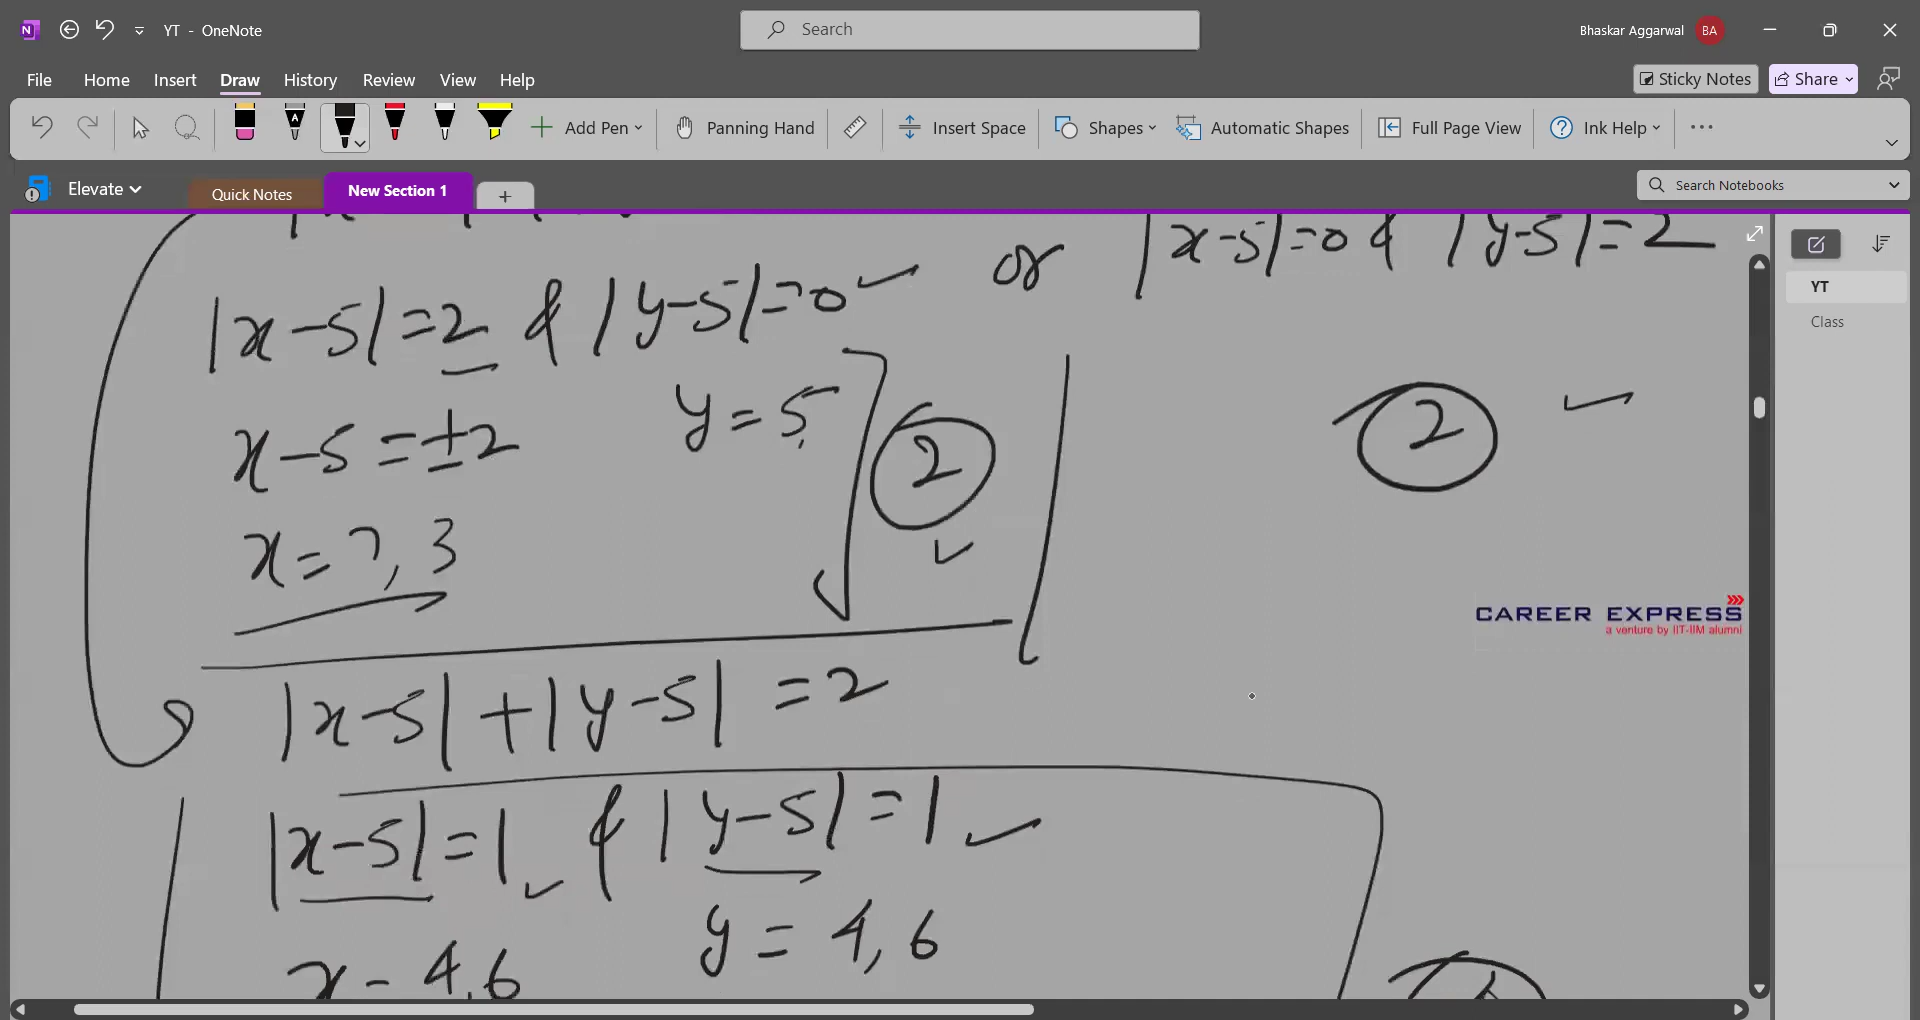 YT - OneNote
Search
Bhaskar Aggarwal BA
File Home Insert Draw History Review View Help
Sticky Notes Share
Add Pen Panning Hand Insert Space Shapes Automatic Shapes Full Page View Ink Help
Elevate Quick Notes New Section 1 +
Search Notebooks
YT
Class
|x-5|=0 & |y-5|=2
|x-5|=2 & |y-5|=0 or
y=5
x-5=±2
2
2
x=7,3
CAREER EXPRESS
a venture by IIT-IIM alumni
|x-5|+|y-5|=2
|x-5|=1 & |y-5|=1
y=4,6
x=4,6